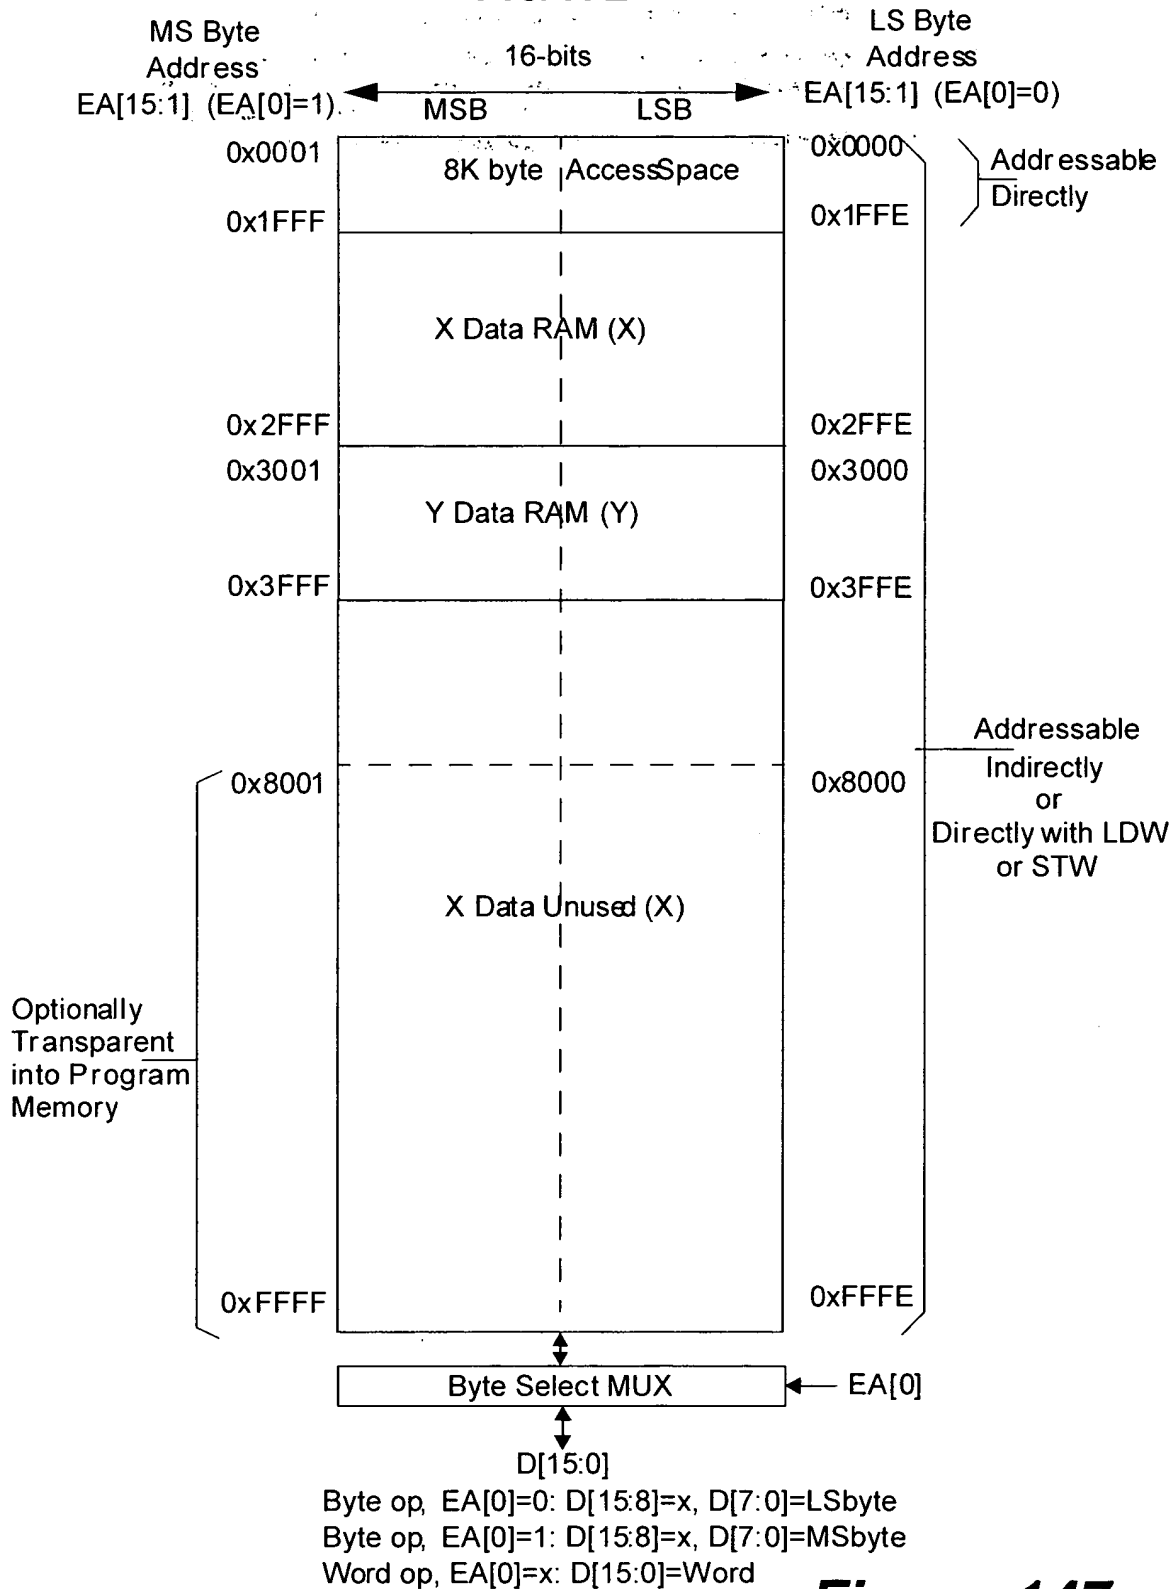 MS Byte
Address
EA[15:1] (EA[0]=1)
16-bits
MSB LSB
LS Byte
Address
EA[15:1] (EA[0]=0)
0x0001 8K byte Access Space 0x0000
Addressable
Directly
0x1FFF 0x1FFE
X Data RAM (X)
0x2FFF 0x2FFE
0x3001 0x3000
Y Data RAM (Y)
0x3FFF 0x3FFE
Addressable
Indirectly
or
Directly with LDW
or STW
0x8001 0x8000
X Data Unused (X)
Optionally
Transparent
into Program
Memory
0xFFFF 0xFFFE
Byte Select MUX EA[0]
D[15:0]
Byte op, EA[0]=0: D[15:8]=x, D[7:0]=LSbyte
Byte op, EA[0]=1: D[15:8]=x, D[7:0]=MSbyte
Word op, EA[0]=x: D[15:0]=Word